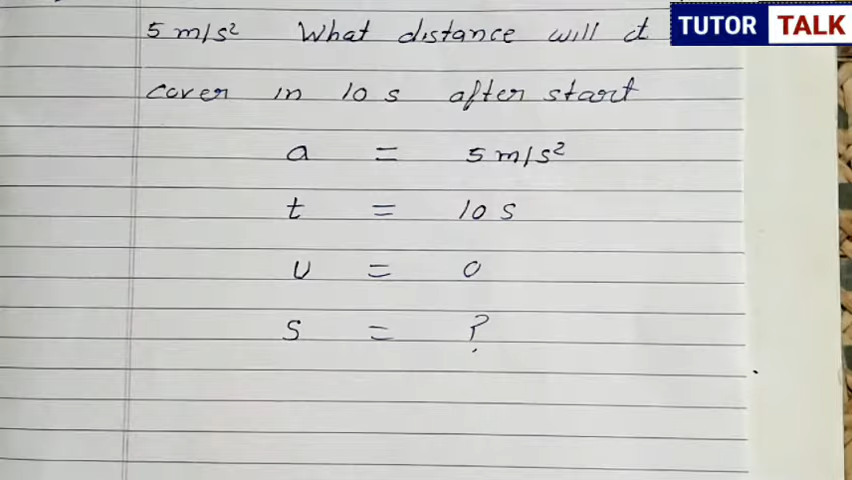 5 m/s² What distance will it
TUTOR TALK
cover in 10 s after start
a = 5 m/s²
t = 10 s
u = 0
s = ?